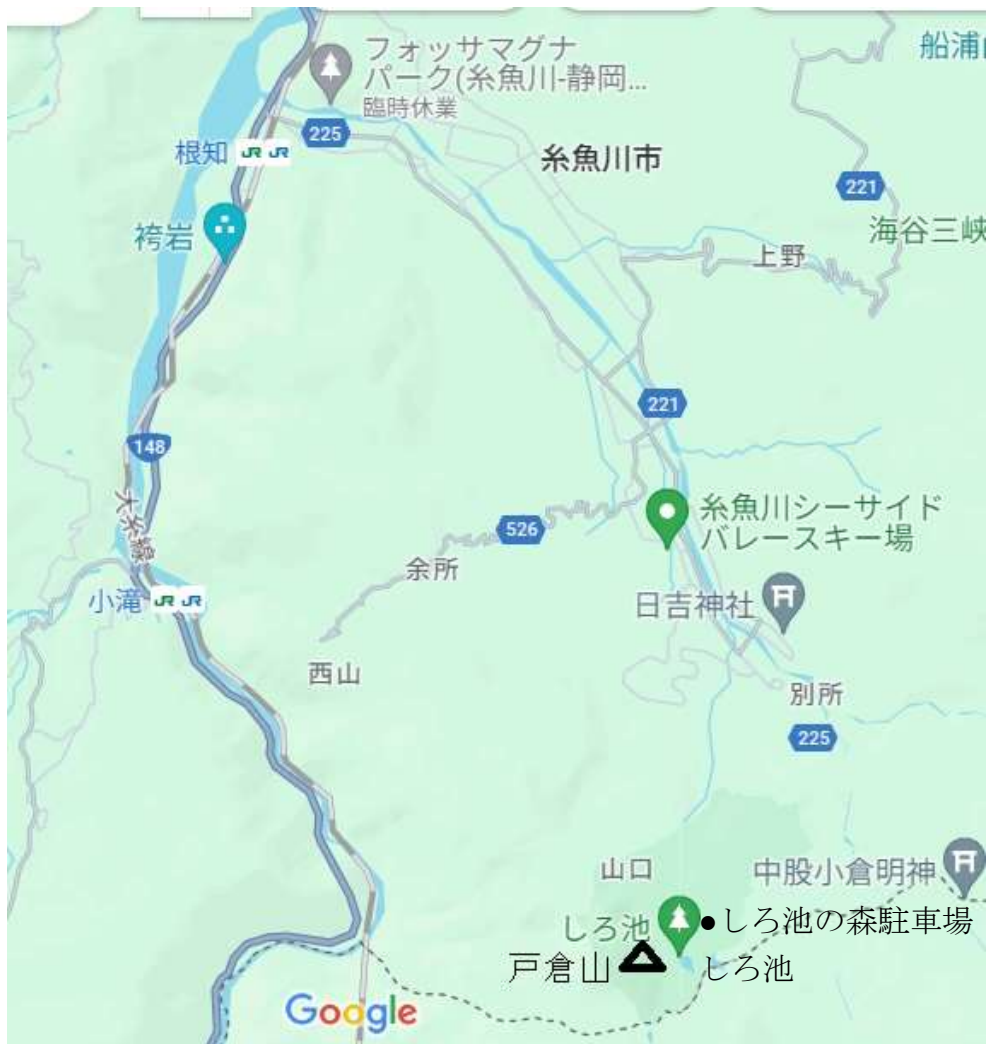 フォッサマグナ
パーク(糸魚川-静岡...
臨時休業
船浦
225
根知 JR JR
糸魚川市
221
袴岩
海谷三峡
上野
221
148
大糸線
糸魚川シーサイド
バレースキー場
526
余所
小滝 JR JR
日吉神社
西山
別所
225
山口
中股小倉明神
しろ池
●しろ池の森駐車場
戸倉山
しろ池
Google